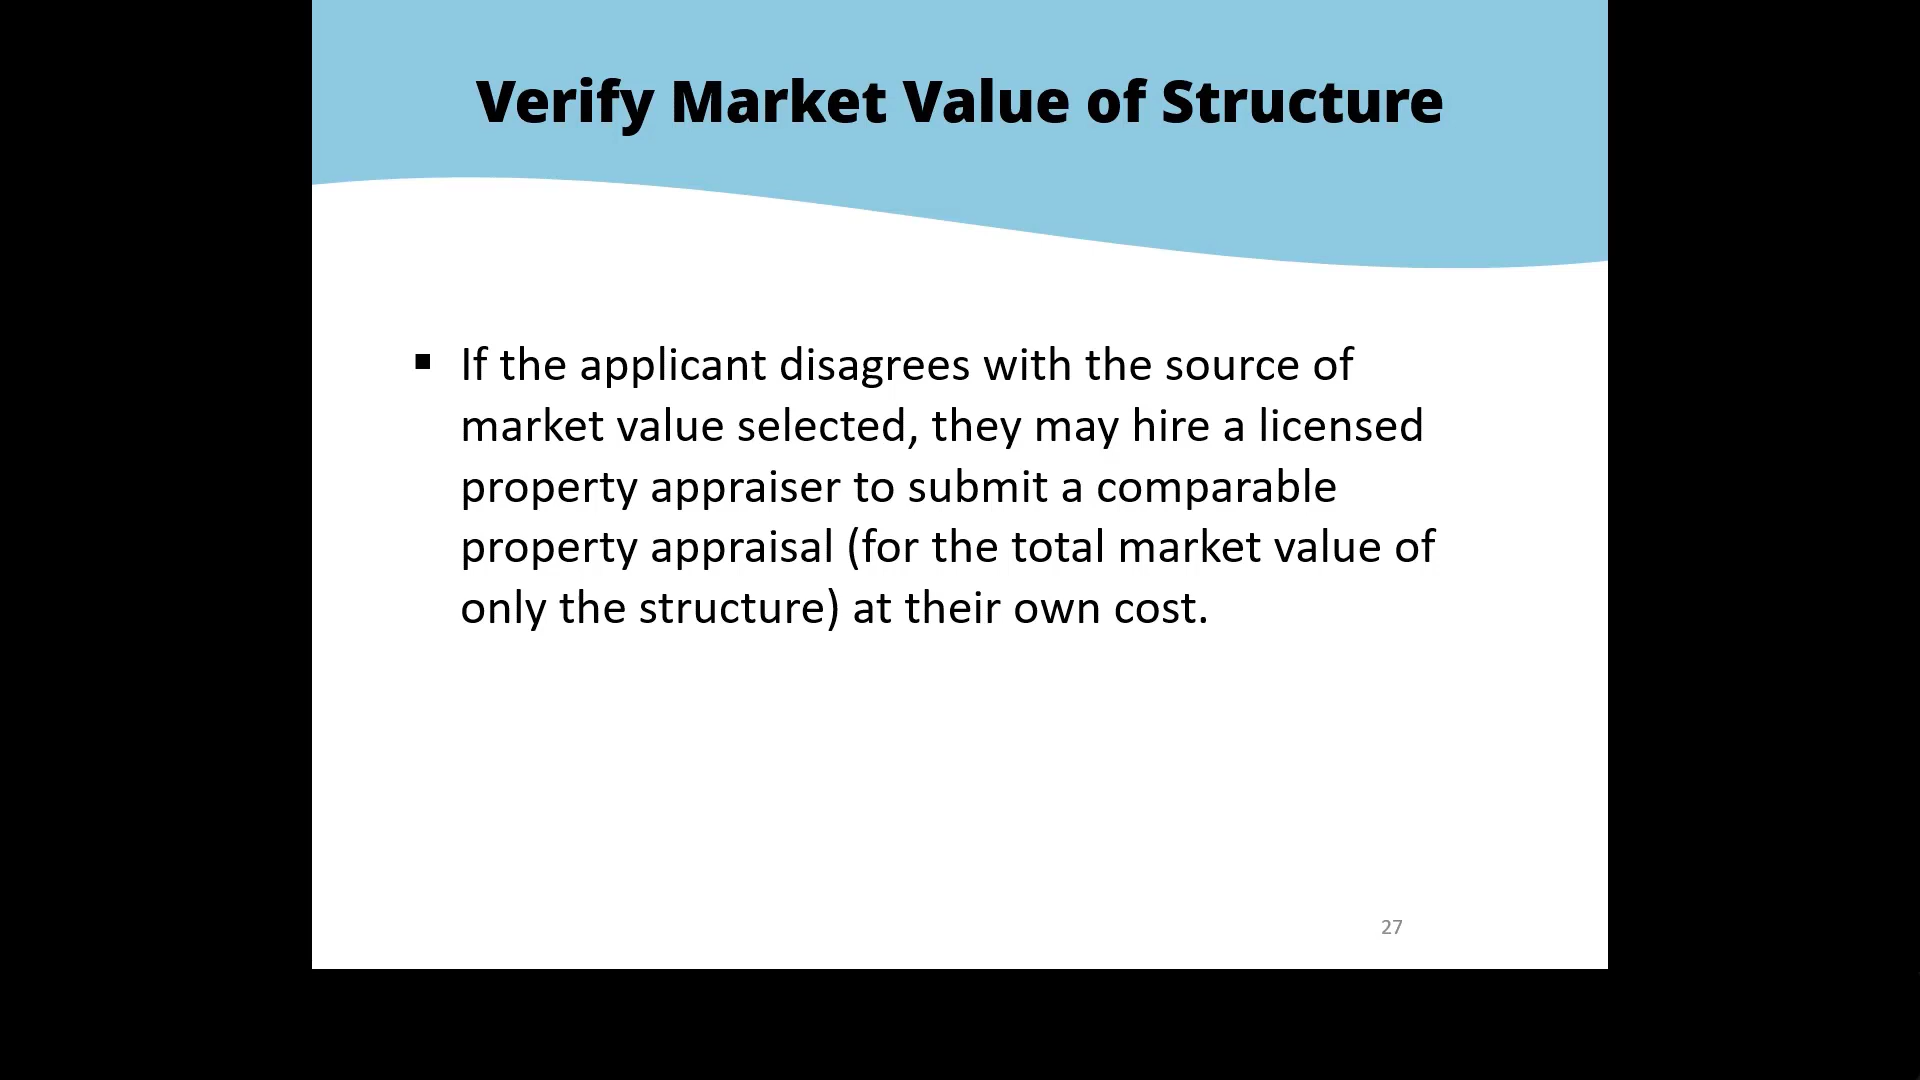 Verify Market Value of Structure
▪ If the applicant disagrees with the source of
market value selected, they may hire a licensed
property appraiser to submit a comparable
property appraisal (for the total market value of
only the structure) at their own cost.
27